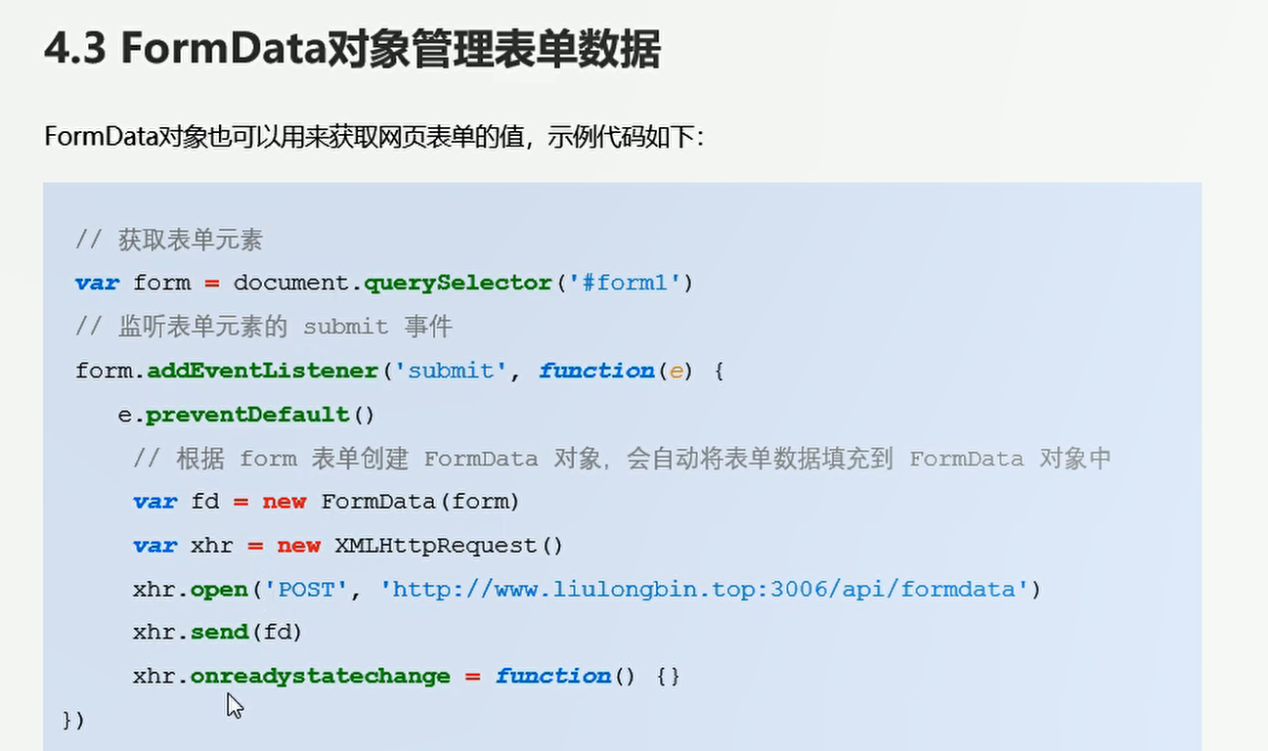 4.3 FormData对象管理表单数据
FormData对象也可以用来获取网页表单的值，示例代码如下：
// 获取表单元素
var form = document.querySelector('#form1')
// 监听表单元素的 submit 事件
form.addEventListener('submit', function(e) {
e.preventDefault()
// 根据 form 表单创建 FormData 对象，会自动将表单数据填充到 FormData 对象中
var fd = new FormData(form)
var xhr = new XMLHttpRequest()
xhr.open('POST', 'http://www.liulongbin.top:3006/api/formdata')
xhr.send(fd)
xhr.onreadystatechange = function() {}
})